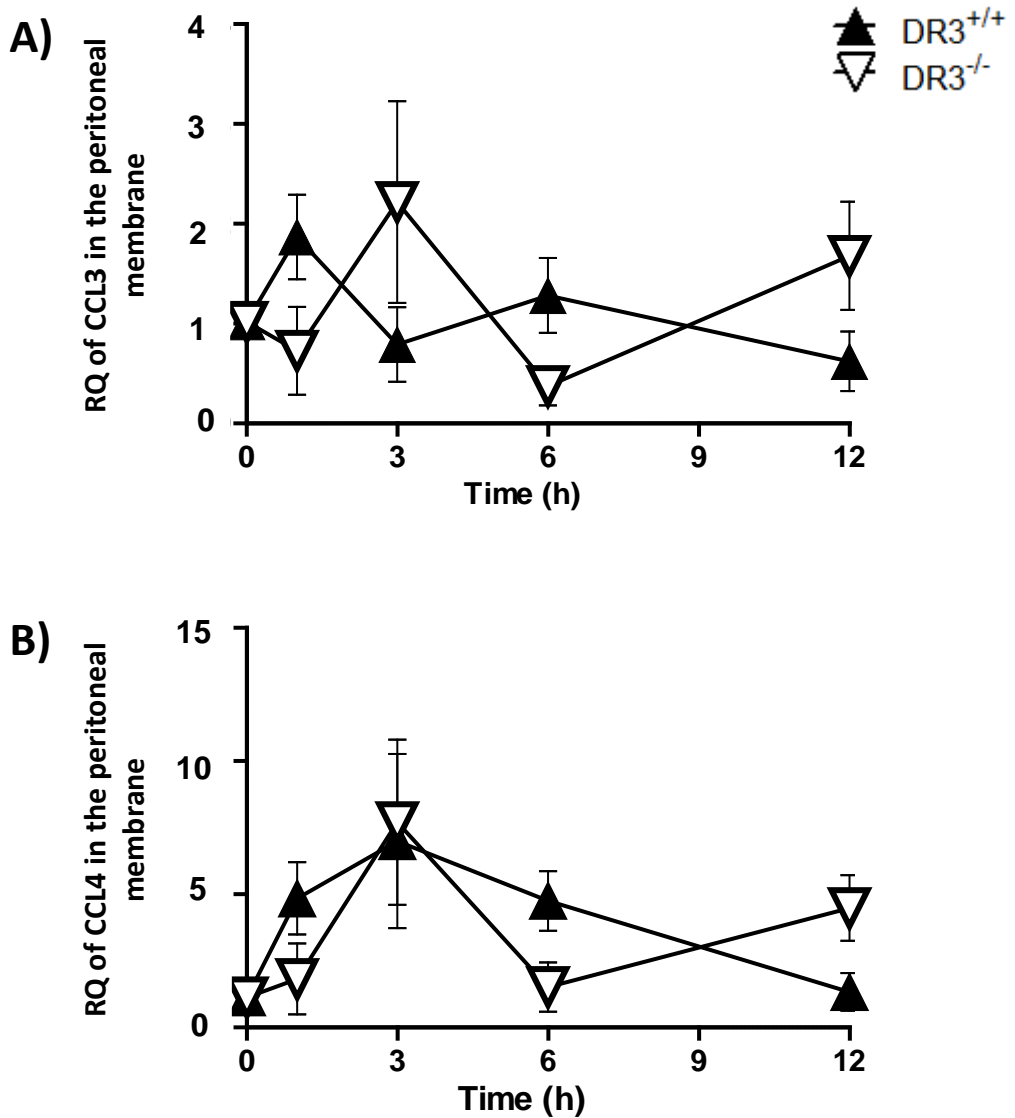 A)
RQ of CCL3 in the peritoneal
membrane
4
3
2
1
0
0 3 6 9 12
Time (h)
DR3+/+
DR3-/-
B)
RQ of CCL4 in the peritoneal
membrane
15
10
5
0
0 3 6 9 12
Time (h)